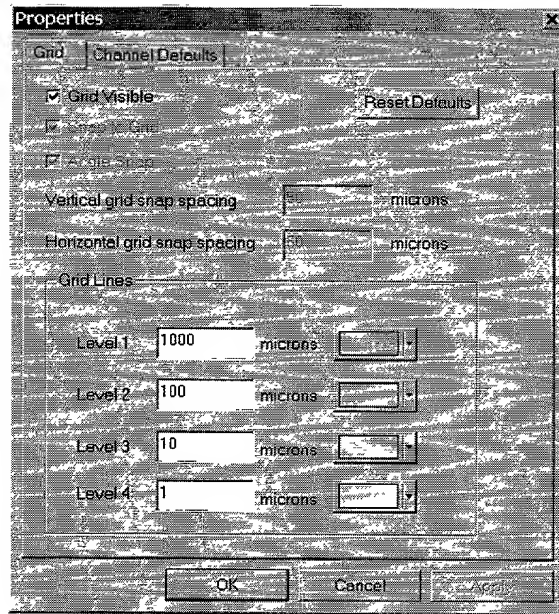 Properties
Grid Channel Defaults
Grid Visible
Reset Defaults
Snap to Grid
Angle Snap
Vertical grid snap spacing microns
Horizontal grid snap spacing 50 microns
Grid Lines
Level 1 1000 microns
Level 2 100 microns
Level 3 10 microns
Level 4 1 microns
OK Cancel Apply